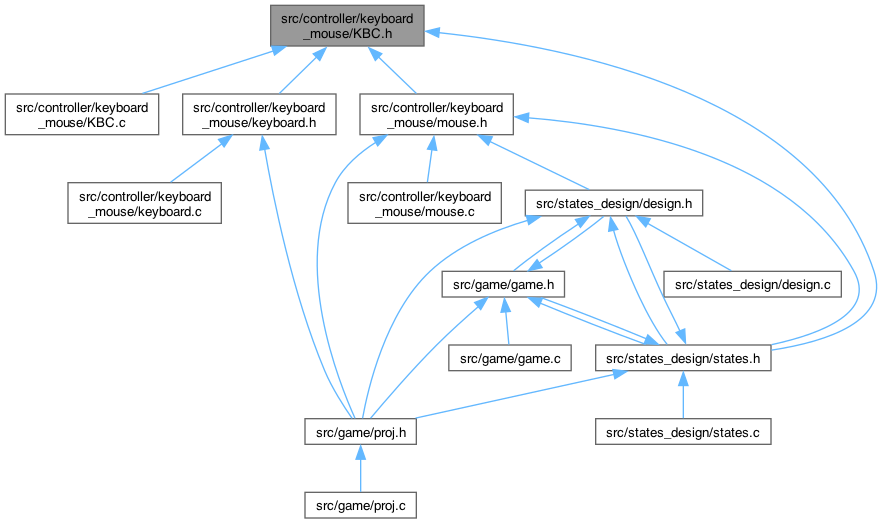 src/controller/keyboard
_mouse/KBC.h
src/controller/keyboard
_mouse/KBC.c
src/controller/keyboard
_mouse/keyboard.h
src/controller/keyboard
_mouse/mouse.h
src/controller/keyboard
_mouse/keyboard.c
src/controller/keyboard
_mouse/mouse.c
src/states_design/design.h
src/game/game.h
src/states_design/design.c
src/game/game.c
src/states_design/states.h
src/game/proj.h
src/states_design/states.c
src/game/proj.c